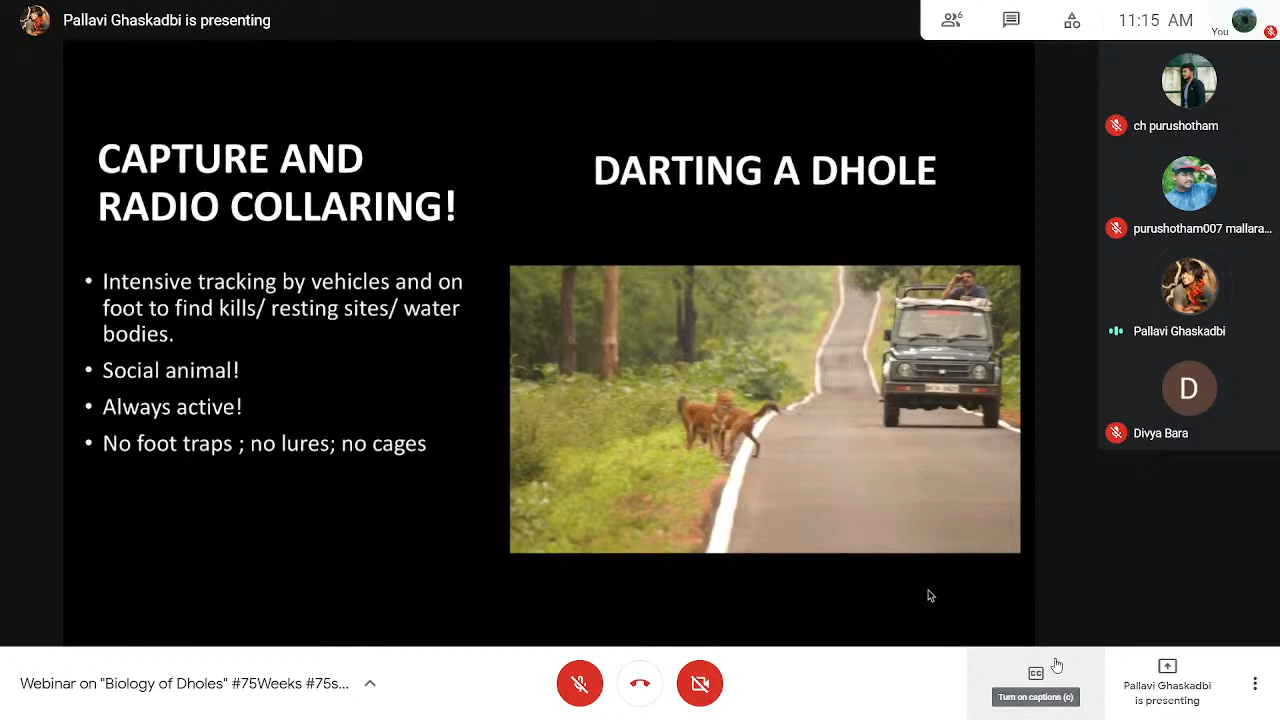 Pallavi Ghaskadbi is presenting
6
11:15 AM
You
CAPTURE AND
RADIO COLLARING!
DARTING A DHOLE
• Intensive tracking by vehicles and on
foot to find kills/ resting sites/ water
bodies.
• Social animal!
• Always active!
• No foot traps ; no lures; no cages
ch purushotham
purushotham007 mallara...
Pallavi Ghaskadbi
D
Divya Bara
Webinar on "Biology of Dholes" #75Weeks #75s...
CC
Turn on captions (c)
Pallavi Ghaskadbi
is presenting